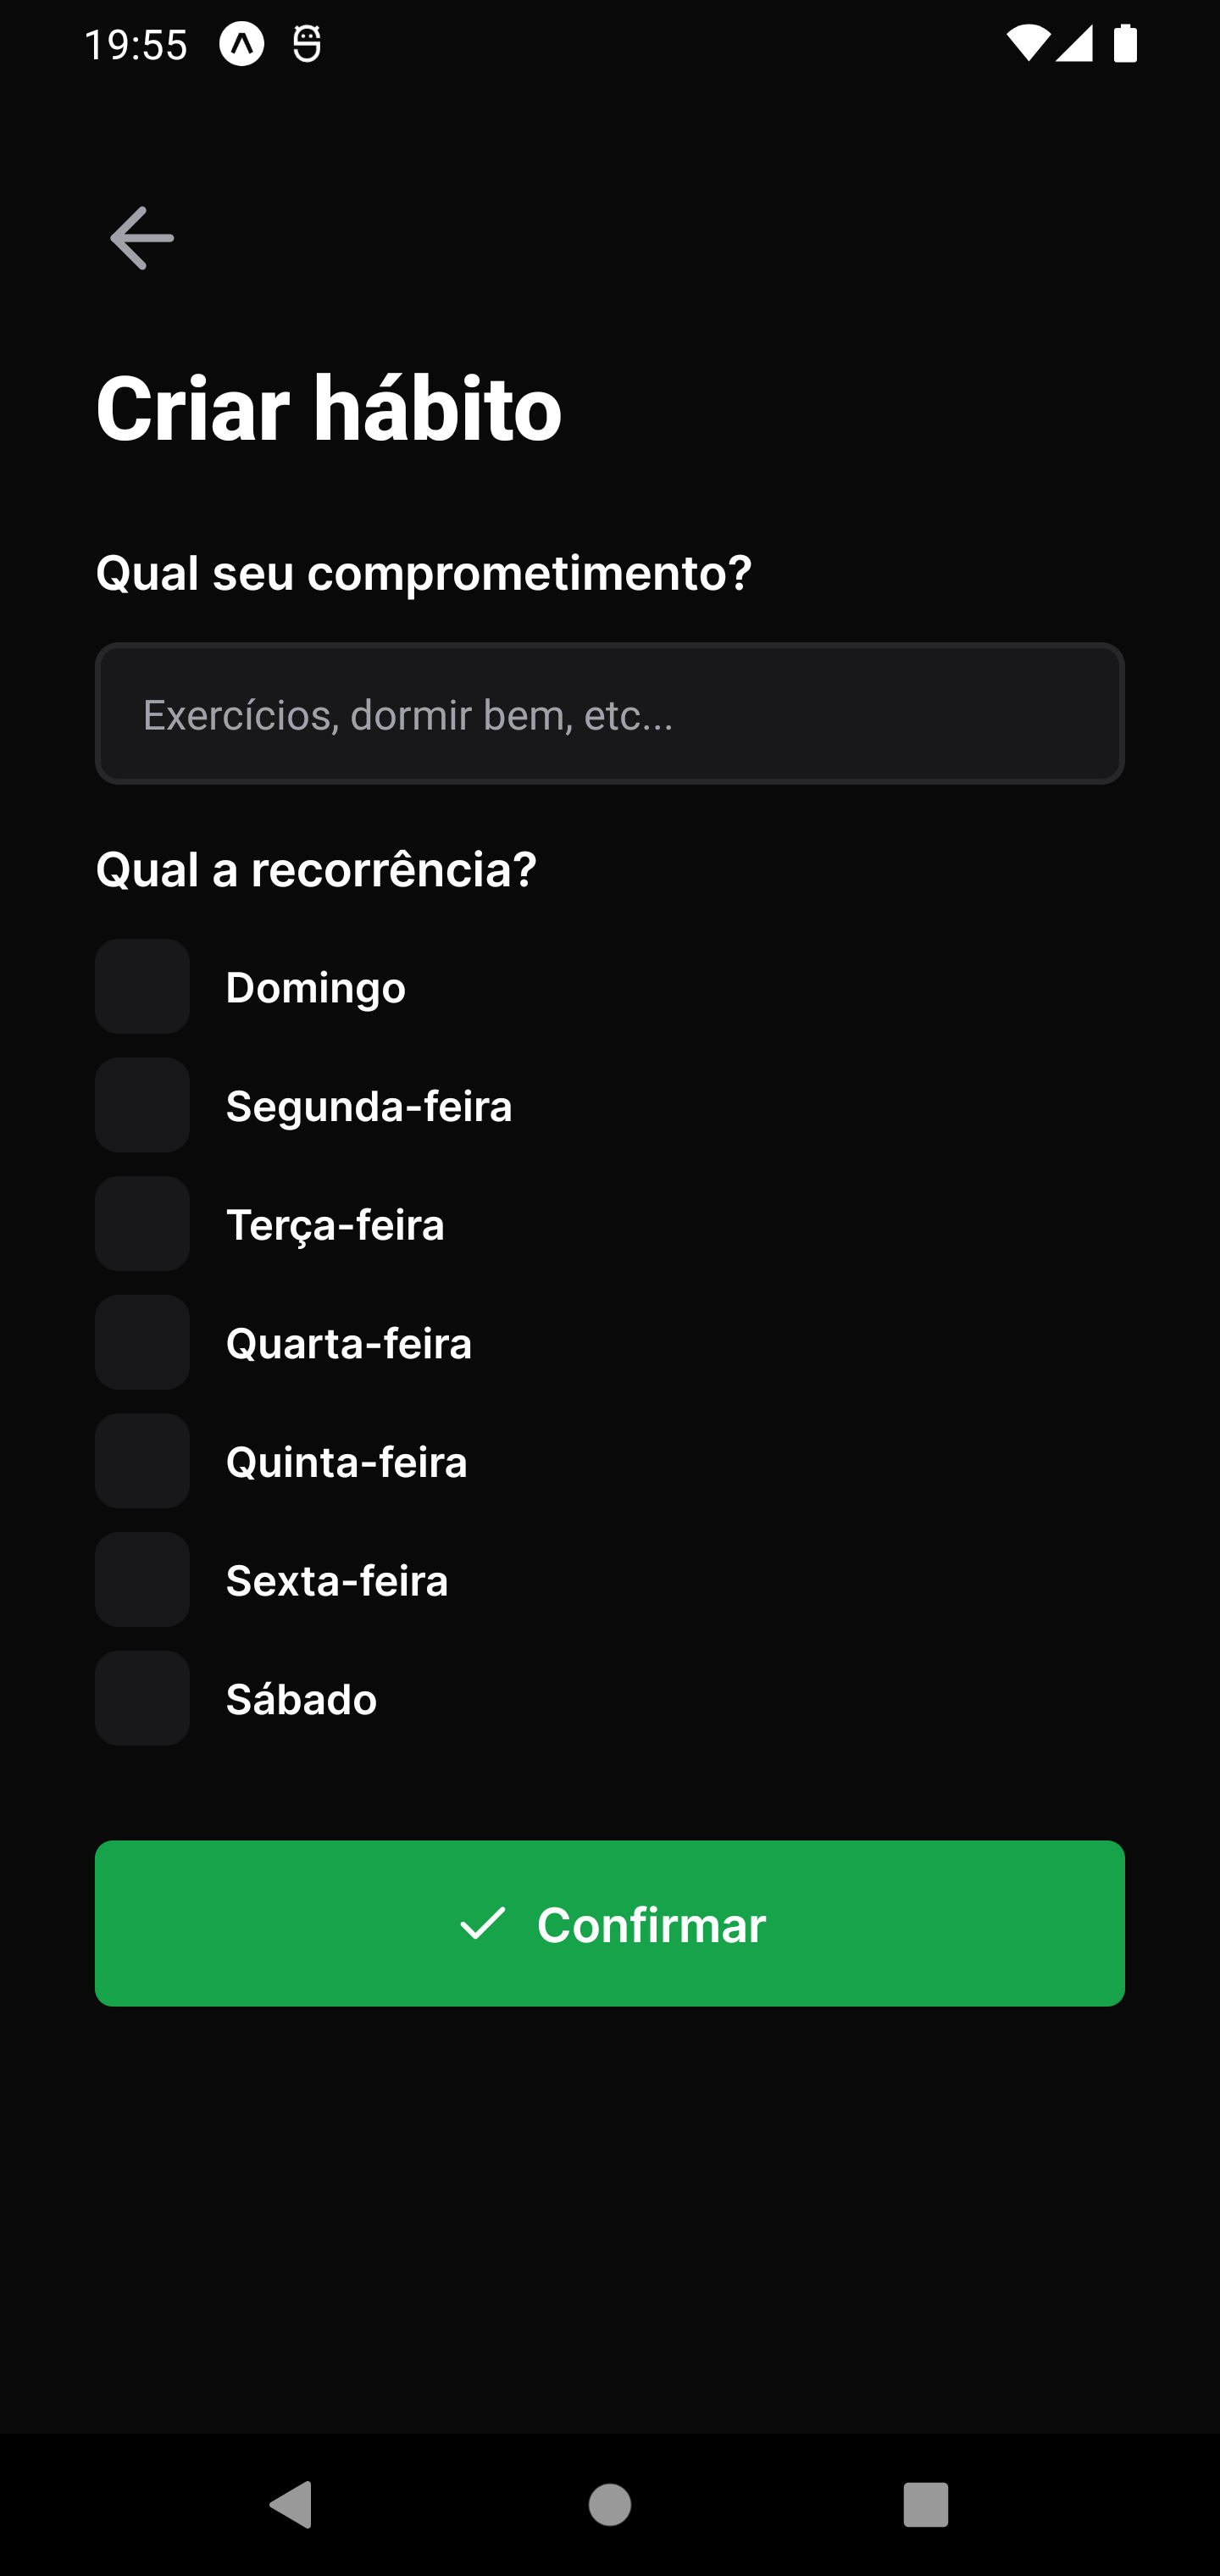 19:55
Criar hábito
Qual seu comprometimento?
Exercícios, dormir bem, etc...
Qual a recorrência?
Domingo
Segunda-feira
Terça-feira
Quarta-feira
Quinta-feira
Sexta-feira
Sábado
Confirmar